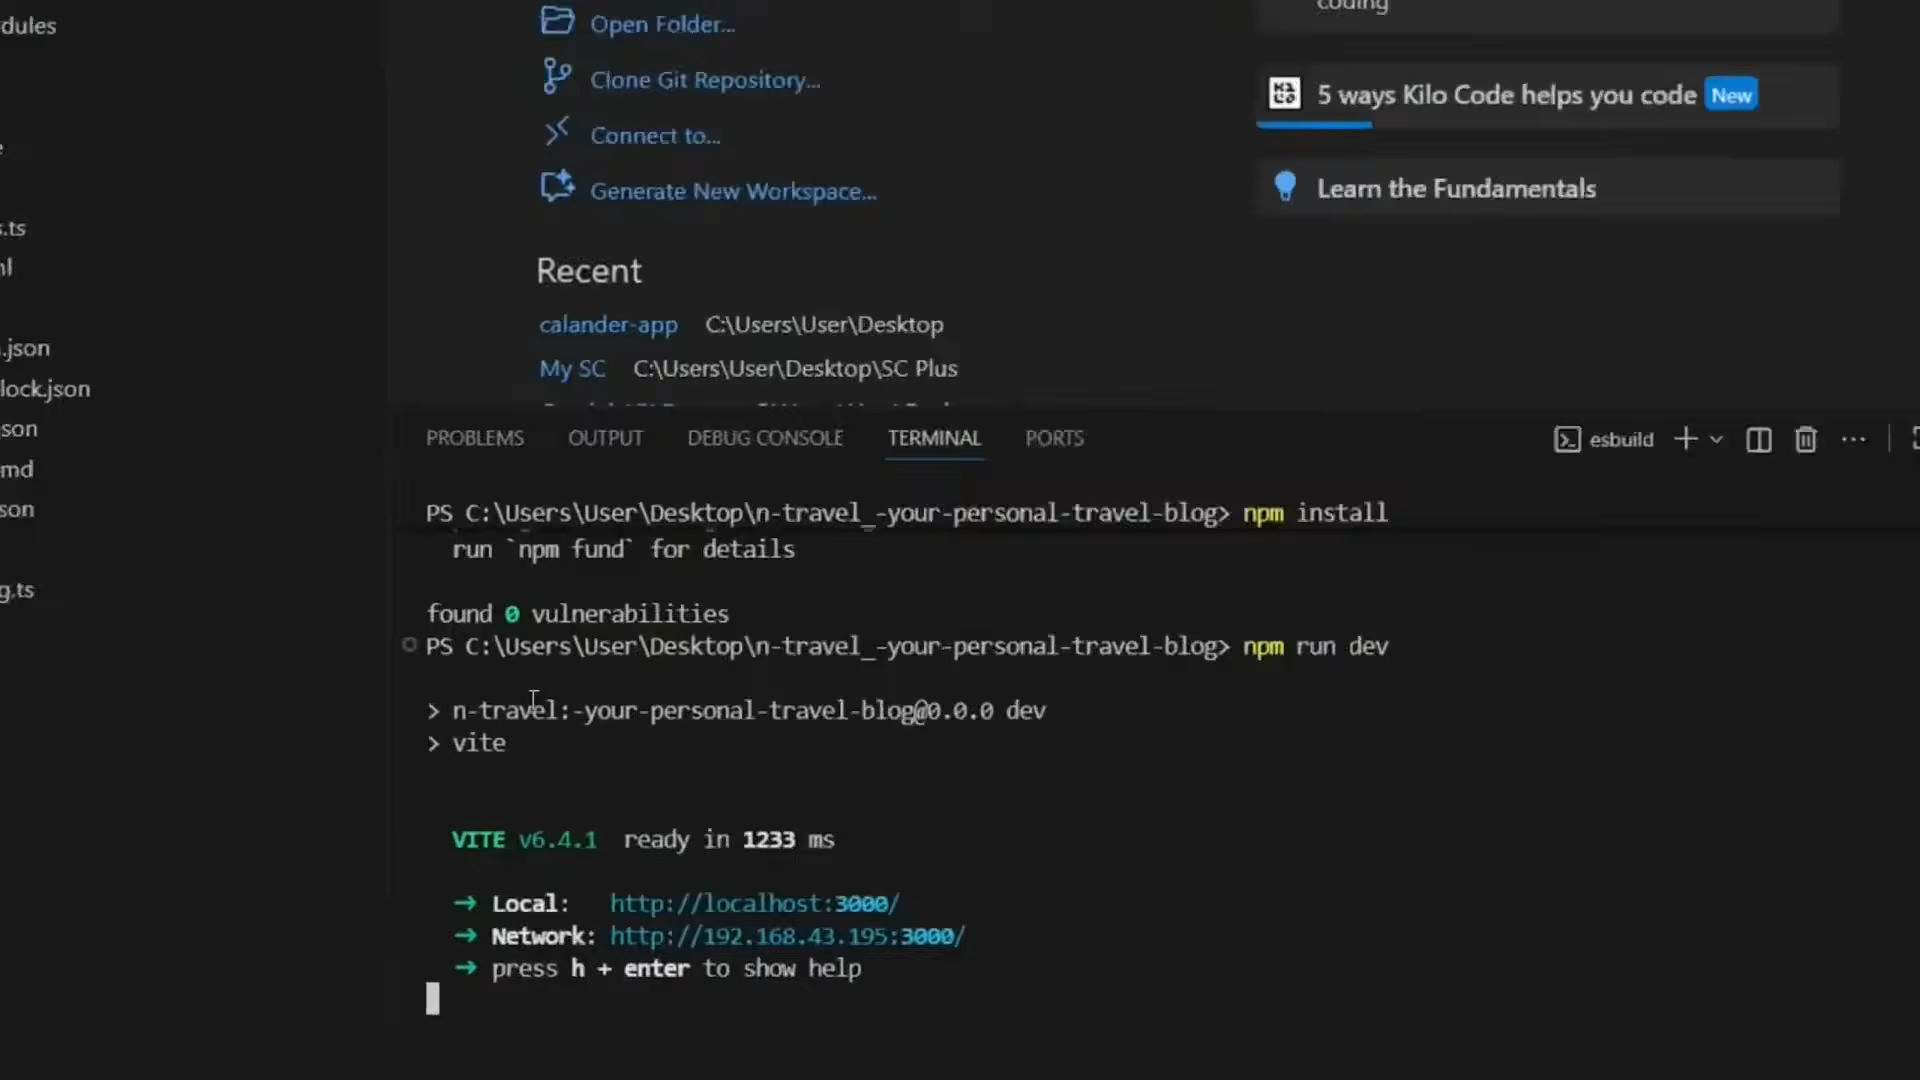 dules
.ts
.json
lock.json
son
md
son
g.ts
Open Folder...
Clone Git Repository...
Connect to...
Generate New Workspace...
Recent
calander-app C:\Users\User\Desktop
My SC C:\Users\User\Desktop\SC Plus
coding
5 ways Kilo Code helps you code New
Learn the Fundamentals
PROBLEMS OUTPUT DEBUG CONSOLE TERMINAL PORTS
esbuild
PS C:\Users\User\Desktop\n-travel_-your-personal-travel-blog> npm install
run `npm fund` for details
found 0 vulnerabilities
PS C:\Users\User\Desktop\n-travel_-your-personal-travel-blog> npm run dev
> n-travel:-your-personal-travel-blog@0.0.0 dev
> vite
VITE v6.4.1 ready in 1233 ms
➜ Local: http://localhost:3000/
➜ Network: http://192.168.43.195:3000/
➜ press h + enter to show help